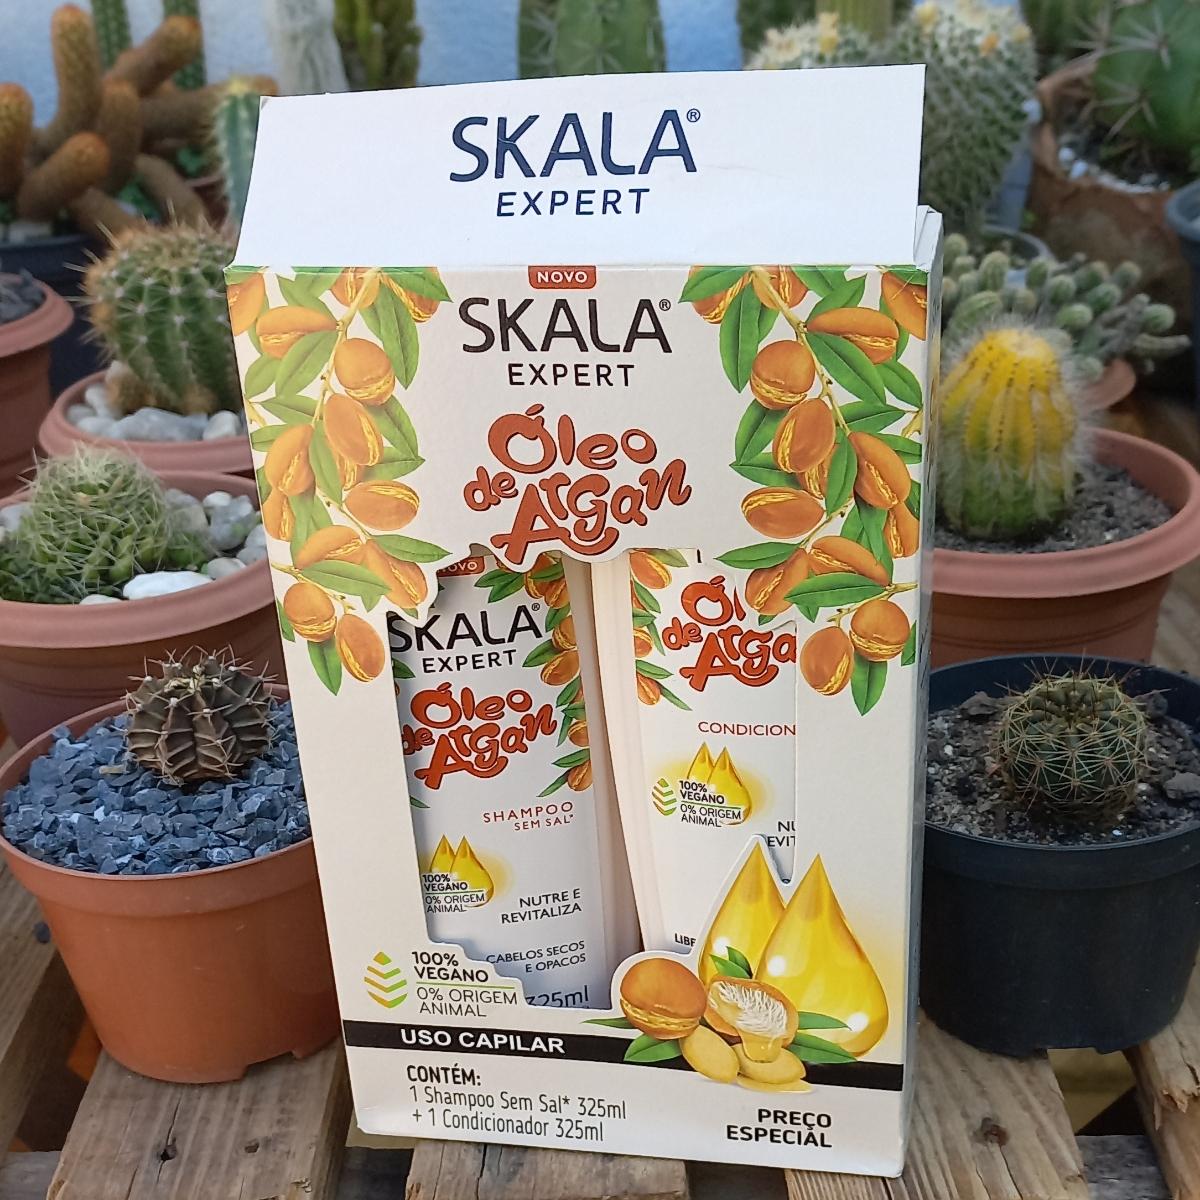 SKALA®
EXPERT
NOVO
SKALA®
EXPERT
Óleo
de Argan
NOVO
SKALA®
EXPERT
Óleo
de Argan
SHAMPOO
SEM SAL*
100%
VEGANO
0% ORIGEM
ANIMAL
NUTRE E
REVITALIZA
CABELOS SECOS
E OPACOS
325ml
de Arga
CONDICION
100%
VEGANO
0% ORIGEM
ANIMAL
100%
VEGANO
0% ORIGEM
ANIMAL
USO CAPILAR
CONTÉM:
1 Shampoo Sem Sal* 325ml
+ 1 Condicionador 325ml
PREÇO
ESPECIAL